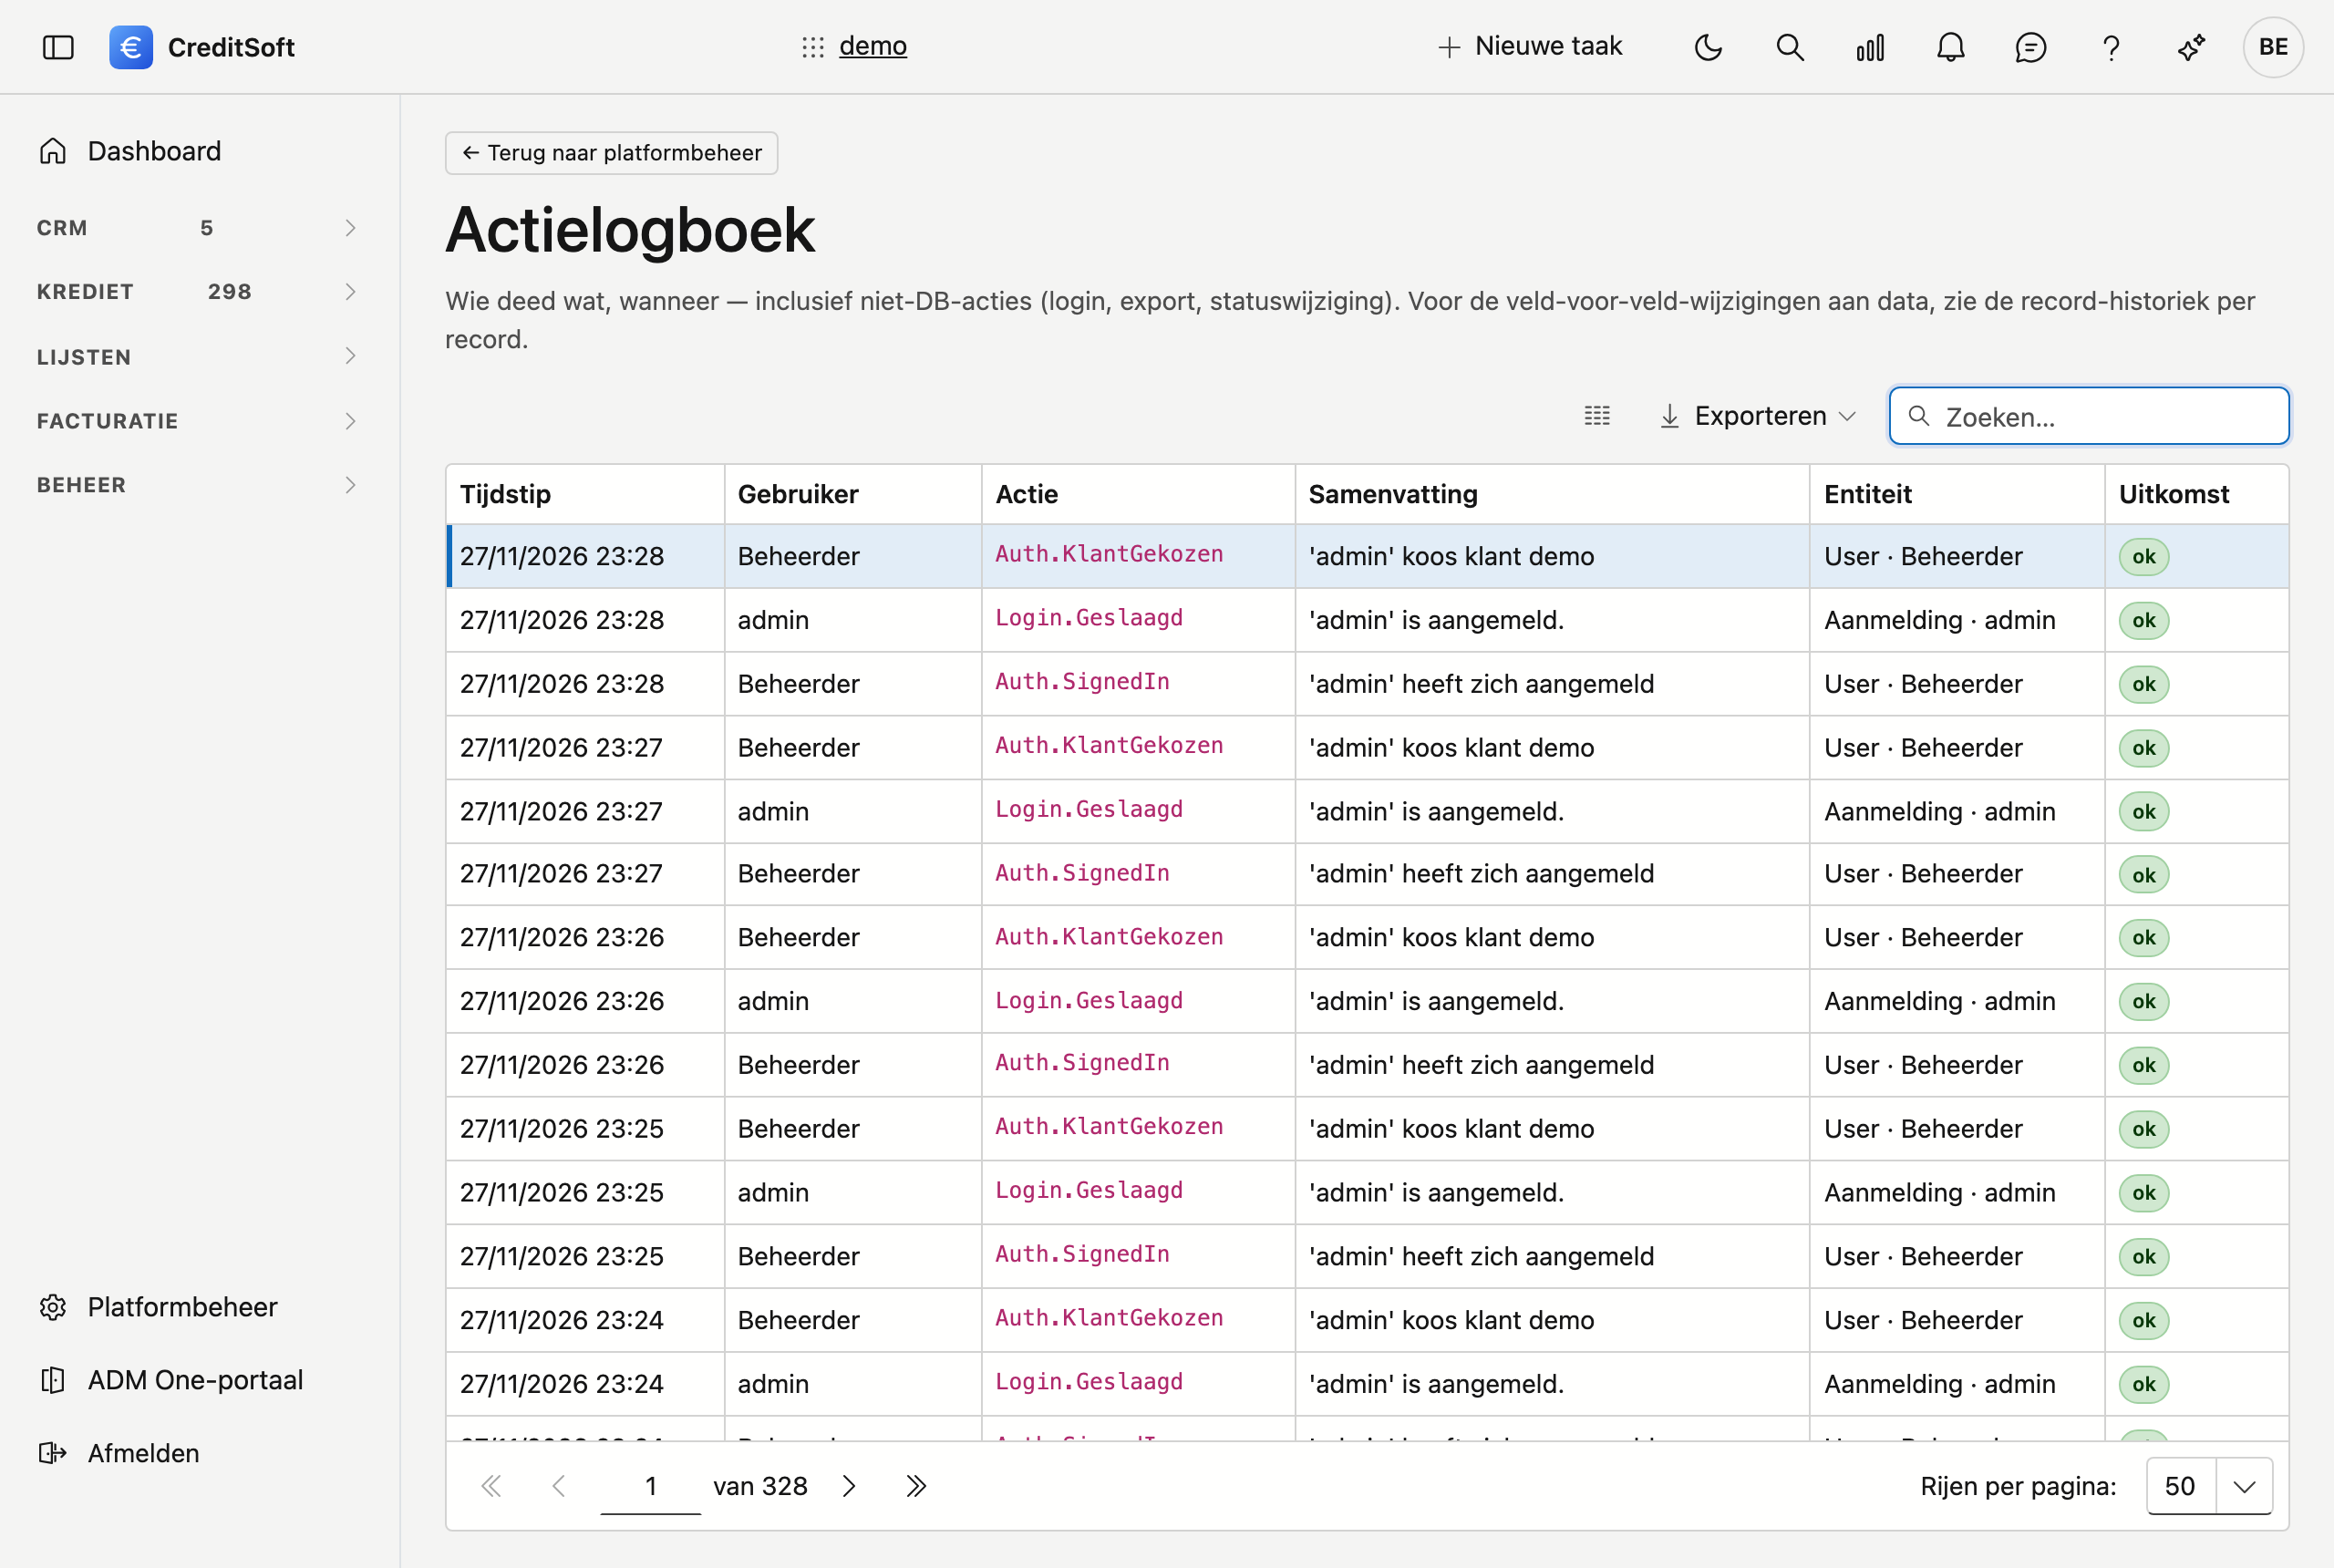 CreditSoft
demo
Nieuwe taak
BE
Dashboard
CRM 5
KREDIET 298
LIJSTEN
FACTURATIE
BEHEER
Platformbeheer
ADM One-portaal
Afmelden
← Terug naar platformbeheer
Actielogboek
Wie deed wat, wanneer — inclusief niet-DB-acties (login, export, statuswijziging). Voor de veld-voor-veld-wijzigingen aan data, zie de record-historiek per
record.
Exporteren
Zoeken...
Tijdstip Gebruiker Actie Samenvatting Entiteit Uitkomst
27/11/2026 23:28 Beheerder Auth.KlantGekozen 'admin' koos klant demo User · Beheerder ok
27/11/2026 23:28 admin Login.Geslaagd 'admin' is aangemeld. Aanmelding · admin ok
27/11/2026 23:28 Beheerder Auth.SignedIn 'admin' heeft zich aangemeld User · Beheerder ok
27/11/2026 23:27 Beheerder Auth.KlantGekozen 'admin' koos klant demo User · Beheerder ok
27/11/2026 23:27 admin Login.Geslaagd 'admin' is aangemeld. Aanmelding · admin ok
27/11/2026 23:27 Beheerder Auth.SignedIn 'admin' heeft zich aangemeld User · Beheerder ok
27/11/2026 23:26 Beheerder Auth.KlantGekozen 'admin' koos klant demo User · Beheerder ok
27/11/2026 23:26 admin Login.Geslaagd 'admin' is aangemeld. Aanmelding · admin ok
27/11/2026 23:26 Beheerder Auth.SignedIn 'admin' heeft zich aangemeld User · Beheerder ok
27/11/2026 23:25 Beheerder Auth.KlantGekozen 'admin' koos klant demo User · Beheerder ok
27/11/2026 23:25 admin Login.Geslaagd 'admin' is aangemeld. Aanmelding · admin ok
27/11/2026 23:25 Beheerder Auth.SignedIn 'admin' heeft zich aangemeld User · Beheerder ok
27/11/2026 23:24 Beheerder Auth.KlantGekozen 'admin' koos klant demo User · Beheerder ok
27/11/2026 23:24 admin Login.Geslaagd 'admin' is aangemeld. Aanmelding · admin ok
1 van 328
Rijen per pagina: 50